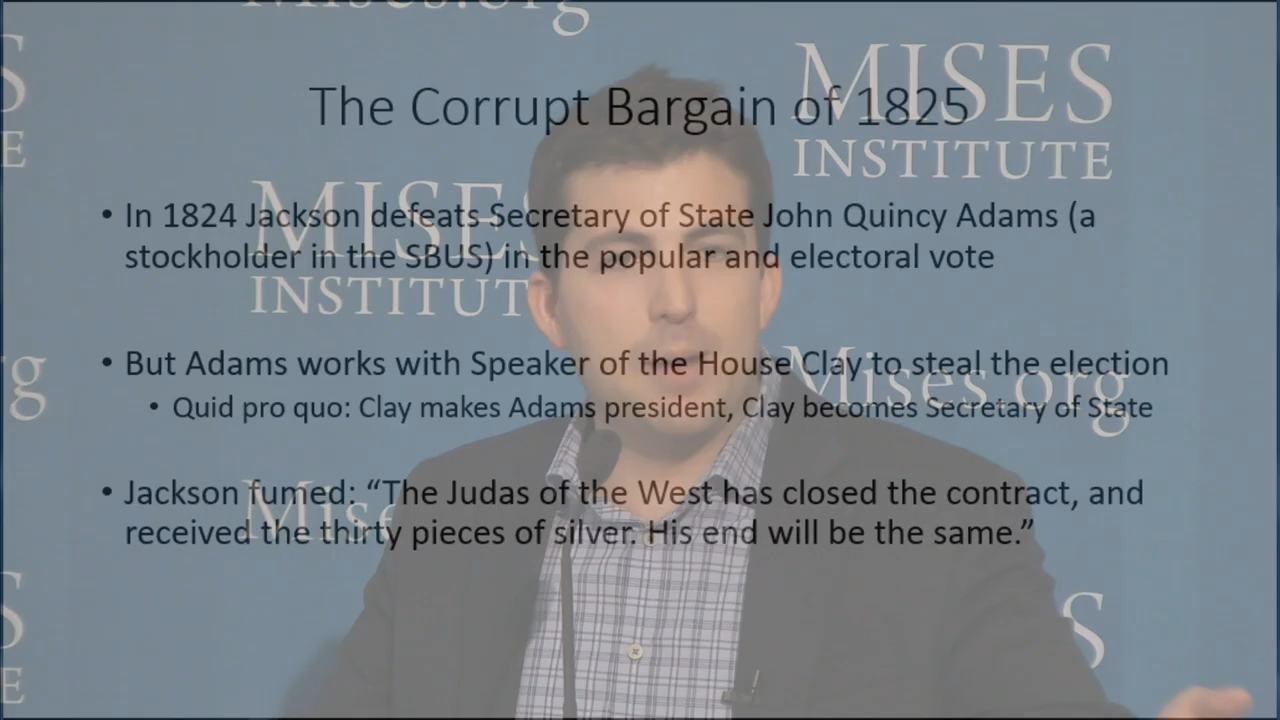 Mises.org
MISES
INSTITUTE
The Corrupt Bargain of 1825
MISES
INSTITUT
• In 1824 Jackson defeats Secretary of State John Quincy Adams (a
stockholder in the SBUS) in the popular and electoral vote
• But Adams works with Speaker of the House Clay to steal the election
Mises.org
• Quid pro quo: Clay makes Adams president, Clay becomes Secretary of State
• Jackson fumed: “The Judas of the West has closed the contract, and
received the thirty pieces of silver. His end will be the same.”
Mise
S
E
g
S
E
S